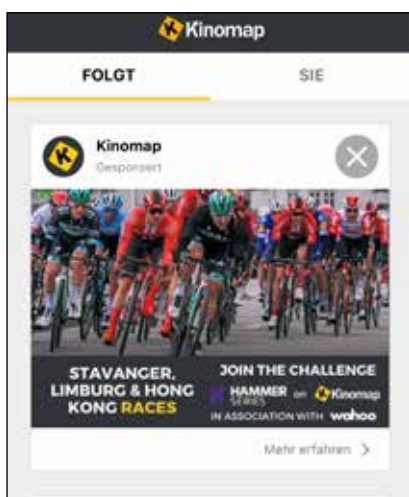 Kinomap
FOLGT SIE
Kinomap
Gesponsert
STAVANGER,
LIMBURG & HONG
KONG RACES
JOIN THE CHALLENGE
HAMMER SERIES on Kinomap
IN ASSOCIATION WITH wahoo
Mehr erfahren >